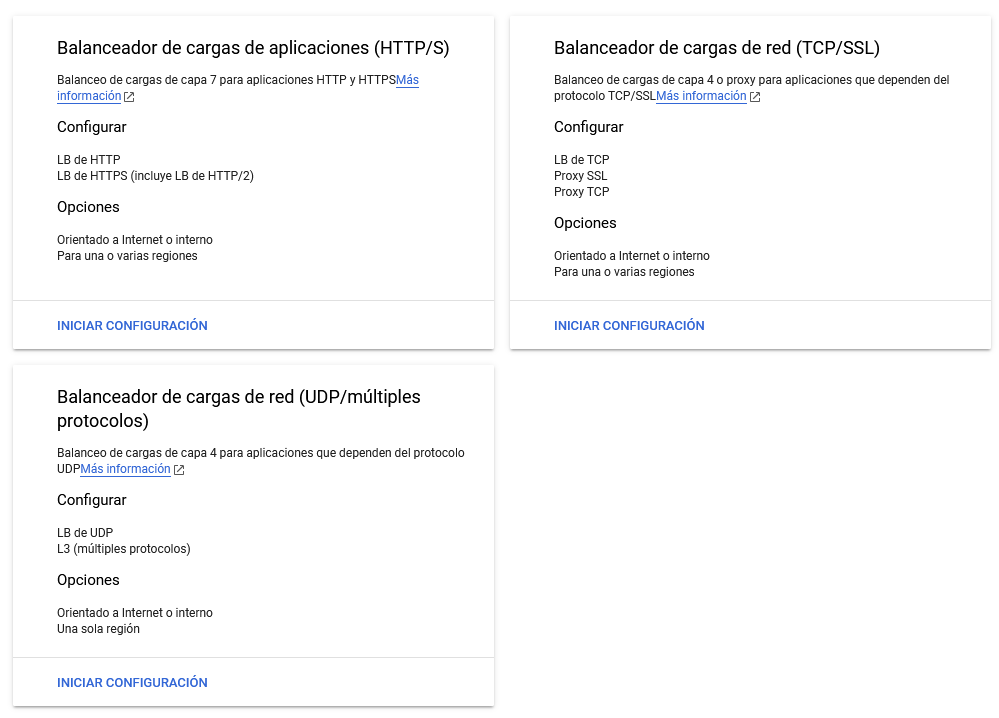 Balanceador de cargas de aplicaciones (HTTP/S)
Balanceo de cargas de capa 7 para aplicaciones HTTP y HTTPSMás
información
Configurar
LB de HTTP
LB de HTTPS (incluye LB de HTTP/2)
Opciones
Orientado a Internet o interno
Para una o varias regiones
INICIAR CONFIGURACIÓN
Balanceador de cargas de red (TCP/SSL)
Balanceo de cargas de capa 4 o proxy para aplicaciones que dependen del
protocolo TCP/SSLMás información
Configurar
LB de TCP
Proxy SSL
Proxy TCP
Opciones
Orientado a Internet o interno
Para una o varias regiones
INICIAR CONFIGURACIÓN
Balanceador de cargas de red (UDP/múltiples
protocolos)
Balanceo de cargas de capa 4 para aplicaciones que dependen del protocolo
UDPMás información
Configurar
LB de UDP
L3 (múltiples protocolos)
Opciones
Orientado a Internet o interno
Una sola región
INICIAR CONFIGURACIÓN